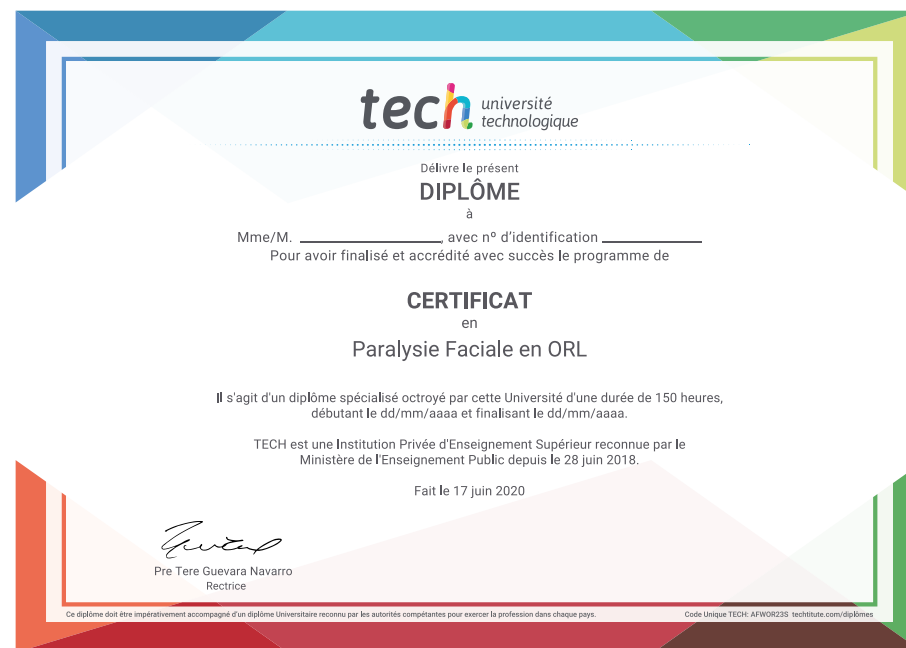 tech université
technologique
Délivre le présent
DIPLÔME
à
Mme/M. ____________, avec nº d'identification ____________
Pour avoir finalisé et accrédité avec succès le programme de
CERTIFICAT
en
Paralysie Faciale en ORL
Il s'agit d'un diplôme spécialisé octroyé par cette Université d'une durée de 150 heures,
débutant le dd/mm/aaaa et finalisant le dd/mm/aaaa.
TECH est une Institution Privée d'Enseignement Supérieur reconnue par le
Ministère de l'Enseignement Public depuis le 28 juin 2018.
Fait le 17 juin 2020
Pre Tere Guevara Navarro
Rectrice
Ce diplôme doit être impérativement accompagné d'un diplôme Universitaire reconnu par les autorités compétantes pour exercer la profession dans chaque pays.
Code Unique TECH: AFWOR23S techtitute.com/diplômes